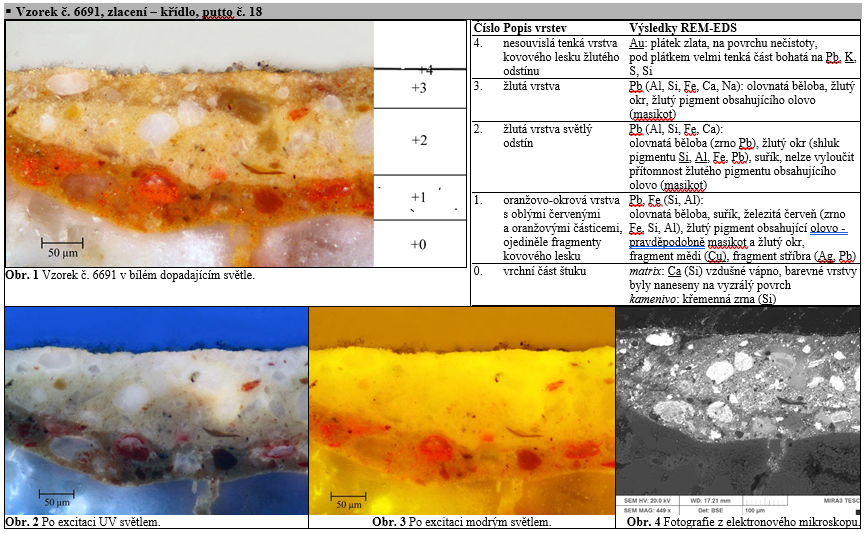 ▪ Vzorek č. 6691, zlacení – křídlo, putto č. 18
+4
+3
+2
+1
+0
50 µm
Obr. 1 Vzorek č. 6691 v bílém dopadajícím světle.
Číslo Popis vrstev Výsledky REM-EDS
4. nesouvislá tenká vrstva kovového lesku žlutého odstínu
Au: plátek zlata, na povrchu nečistoty,
pod plátkem velmi tenká část bohatá na Pb, K,
S, Si
3. žlutá vrstva
Pb (Al, Si, Fe, Ca, Na): olovnatá běloba, žlutý
okr, žlutý pigment obsahujícího olovo
(masikot)
2. žlutá vrstva světlý odstín
Pb (Al, Si, Fe, Ca):
olovnatá běloba (zrno Pb), žlutý okr (shluk
pigmentu Si, Al, Fe, Pb), suřík, nelze vyloučit
přítomnost žlutého pigmentu obsahujícího
olovo (masikot)
1. oranžovo-okrová vrstva
s oblými červenými
a oranžovými částicemi,
ojediněle fragmenty
kovového lesku
Pb, Fe (Si, Al):
olovnatá běloba, suřík, železitá červeň (zrno
Fe, Si, Al), žlutý pigment obsahující olovo -
pravděpodobně masikot a žlutý okr,
fragment mědi (Cu), fragment stříbra (Ag, Pb)
0. vrchní část štuku
matrix: Ca (Si) vzdušné vápno, barevné vrstvy
byly naneseny na vyzrálý povrch
kamenivo: křemenná zrna (Si)
50 µm
Obr. 2 Po excitaci UV světlem.
50 µm
Obr. 3 Po excitaci modrým světlem.
SEM HV: 20.0 kV WD: 17.21 mm MIRA3 TESC
SEM MAG: 449 x Det: BSE 100 µm
Obr. 4 Fotografie z elektronového mikroskopu.